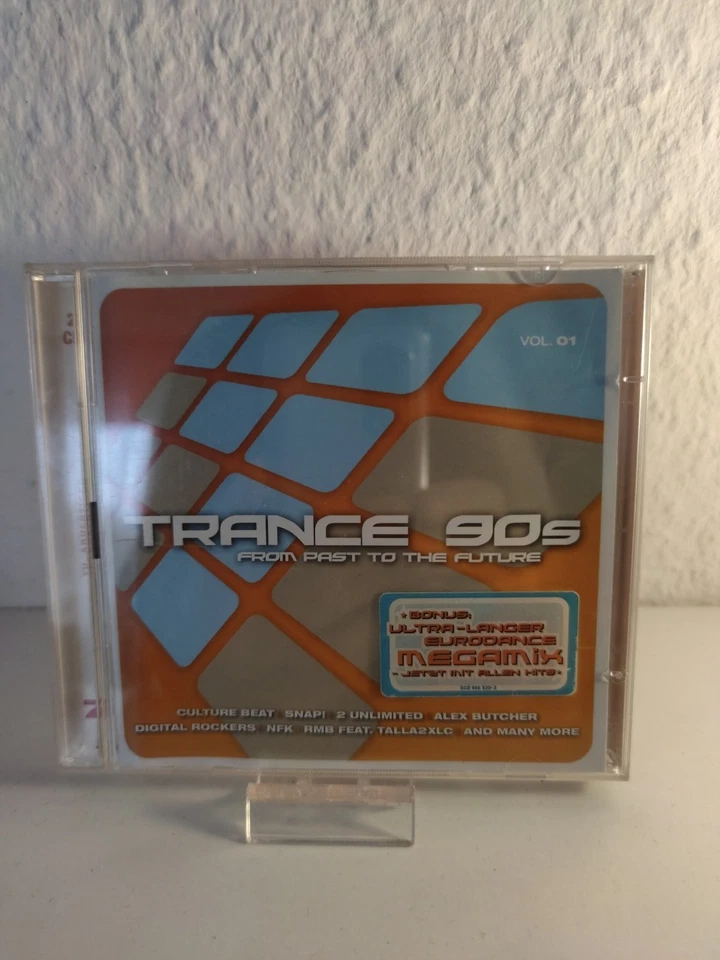 VOL. 01
TRANCE 90s
FROM PAST TO THE FUTURE
* BONUS:
ULTRA-LANGER
EURODANCE
MEGAMIX
- JETZT MIT ALLEN HITS -
CULTURE BEAT SNAP! 2 UNLIMITED ALEX BUTCHER
DIGITAL ROCKERS NFK RMB FEAT. TALLA2XLC AND MANY MORE